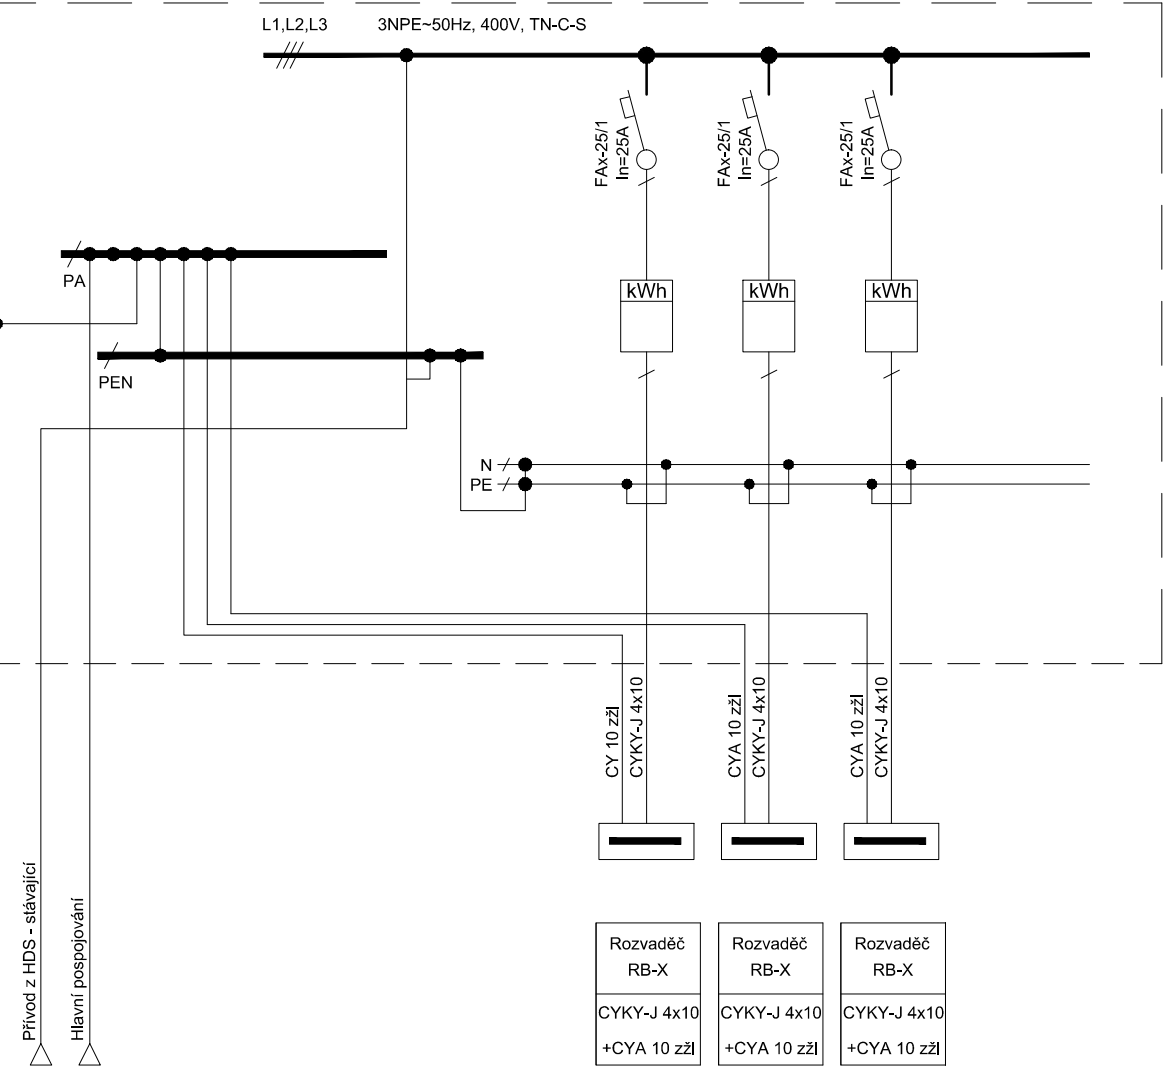 L1,L2,L3 3NPE~50Hz, 400V, TN-C-S
FAx-25/1
In=25A
FAx-25/1
In=25A
FAx-25/1
In=25A
PA
kWh
kWh
kWh
PEN
N
PE
CY 10 zžl
CYKY-J 4x10
CYA 10 zžl
CYKY-J 4x10
CYA 10 zžl
CYKY-J 4x10
Přívod z HDS - stávající
Hlavní pospojování
Rozvaděč
RB-X
CYKY-J 4x10
+CYA 10 zžl
Rozvaděč
RB-X
CYKY-J 4x10
+CYA 10 zžl
Rozvaděč
RB-X
CYKY-J 4x10
+CYA 10 zžl